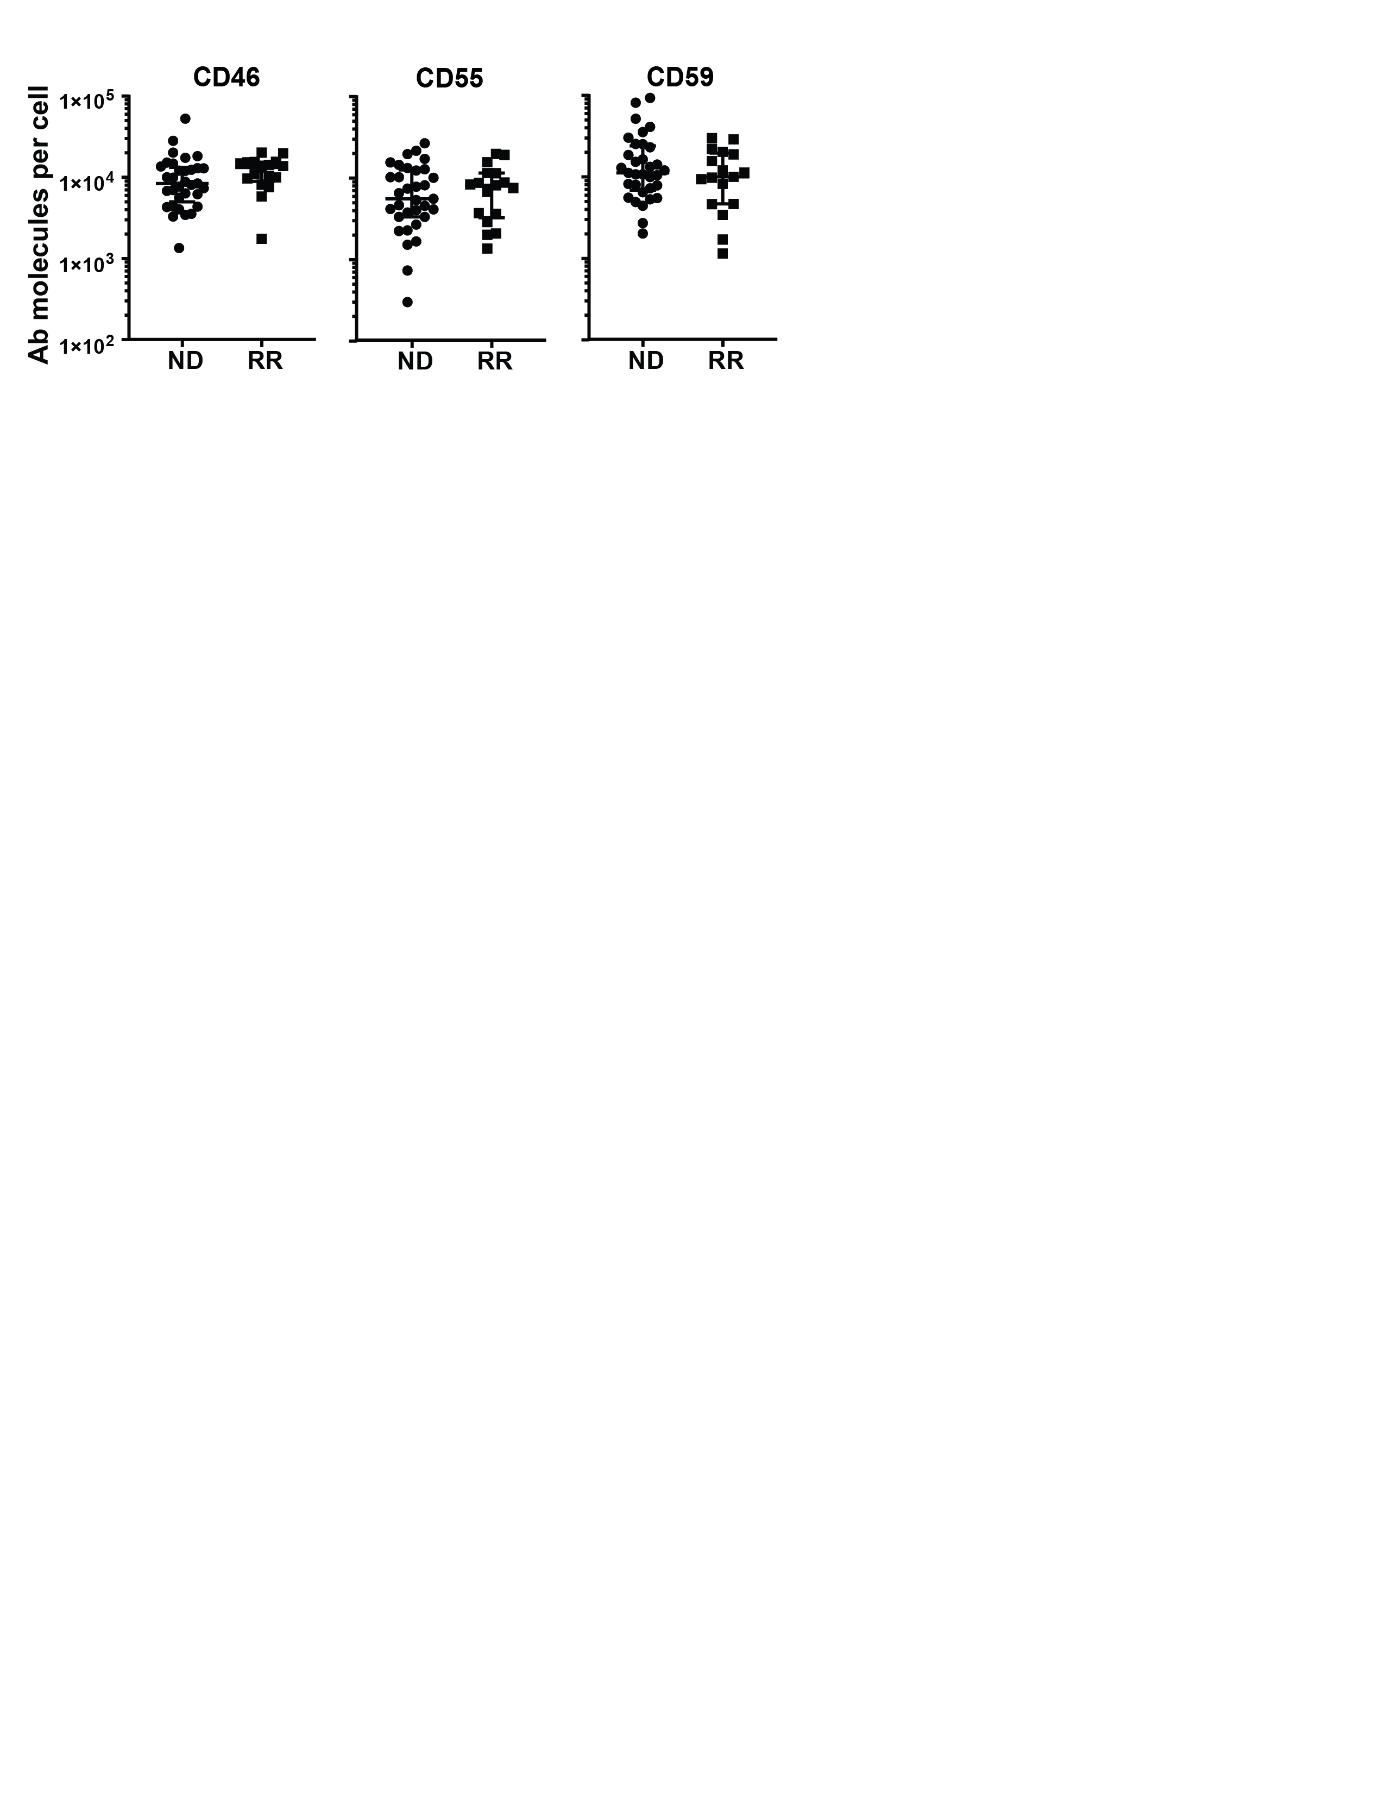 CD46
CD55
CD59
Ab molecules per cell
1×10⁵
1×10⁴
1×10³
1×10²
ND
RR
ND
RR
ND
RR